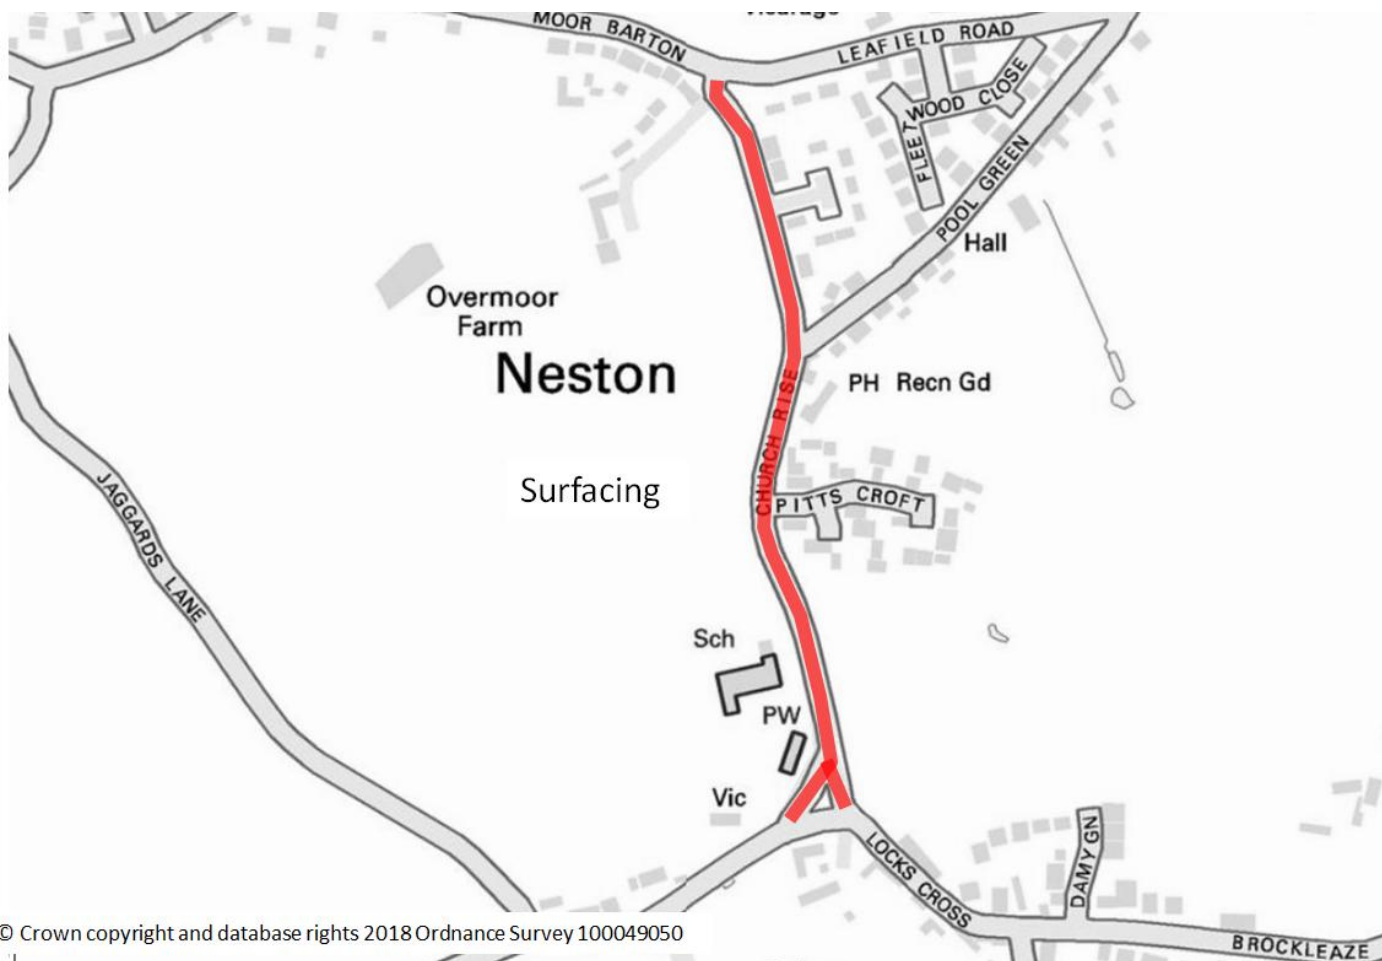 MOOR BARTON
LEAFIELD ROAD
FLEETWOOD CLOSE
POOL GREEN
Hall
Overmoor
Farm
Neston
PH Recn Gd
CHURCH RISE
Surfacing
PITTS CROFT
JAGGARDS LANE
Sch
PW
Vic
LOCKS CROSS
DAMY GN
© Crown copyright and database rights 2018 Ordnance Survey 100049050
BROCKLEAZE